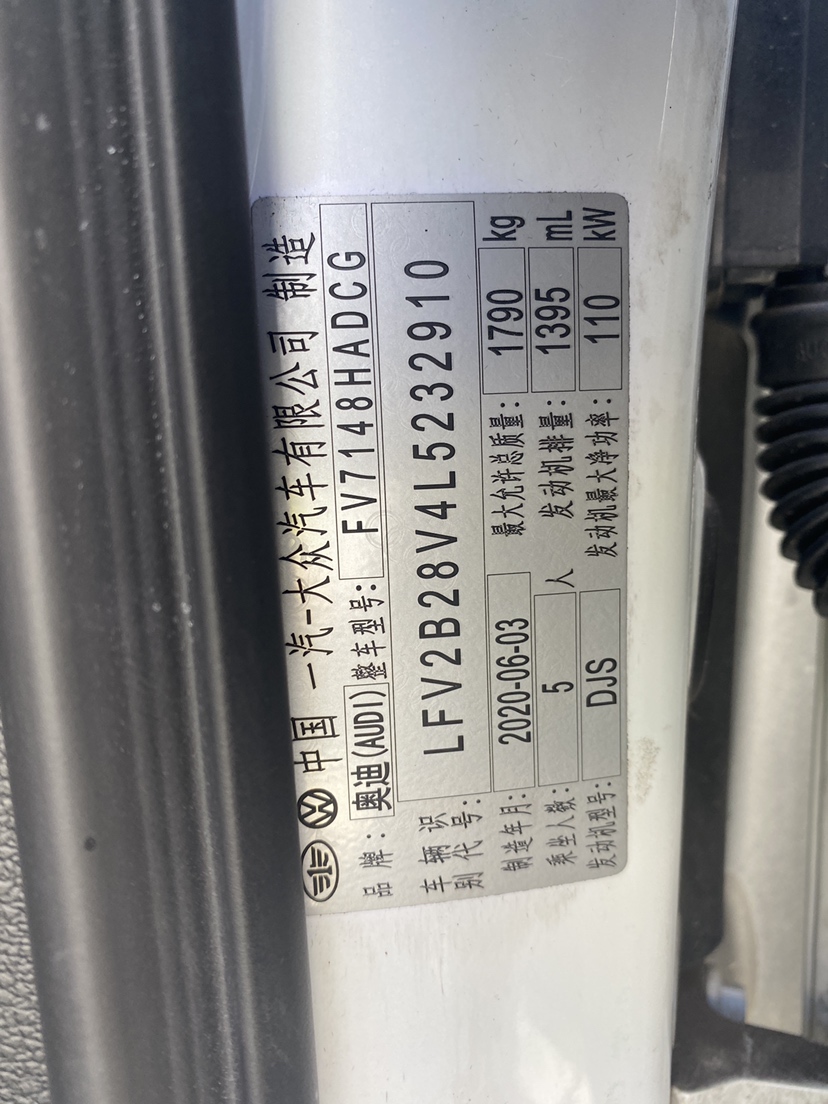 中国 一汽-大众汽车有限公司 制造
品牌: 奥迪(AUDI) 整车型号: FV7148HADCG
车辆识别代号: LFV2B28V4L5232910
制造年月: 2020-06-03 最大允许总质量: 1790 kg
乘坐人数: 5 人 发动机排量: 1395 mL
发动机型号: DJS 发动机最大净功率: 110 kW